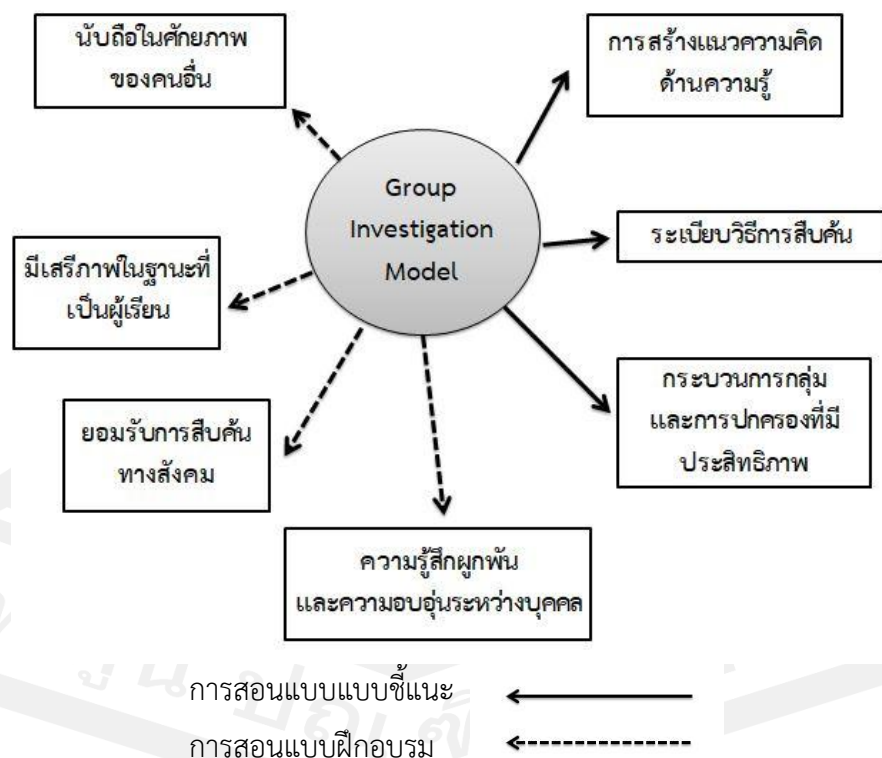 นับถือในศักยภาพ
ของคนอื่น
การสร้างแนวความคิด
ด้านความรู้
Group
Investigation
Model
ระเบียบวิธีการสืบค้น
มีเสรีภาพในฐานะที่
เป็นผู้เรียน
กระบวนการกลุ่ม
และการปกครองที่มี
ประสิทธิภาพ
ยอมรับการสืบค้น
ทางสังคม
ความรู้สึกผูกพัน
และความอบอุ่นระหว่างบุคคล
การสอนแบบแบบชี้แนะ
การสอนแบบฝึกอบรม